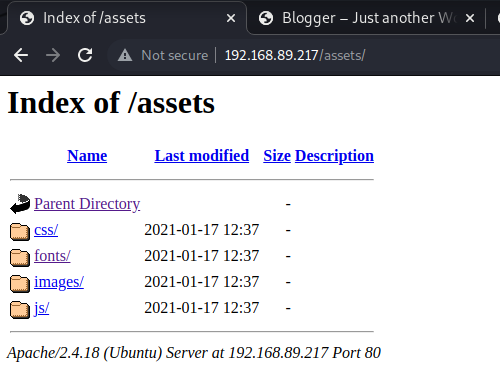 Index of /assets
Blogger – Just another W
Not secure | 192.168.89.217/assets/
Index of /assets
Name Last modified Size Description
Parent Directory -
css/ 2021-01-17 12:37 -
fonts/ 2021-01-17 12:37 -
images/ 2021-01-17 12:37 -
js/ 2021-01-17 12:37 -
Apache/2.4.18 (Ubuntu) Server at 192.168.89.217 Port 80